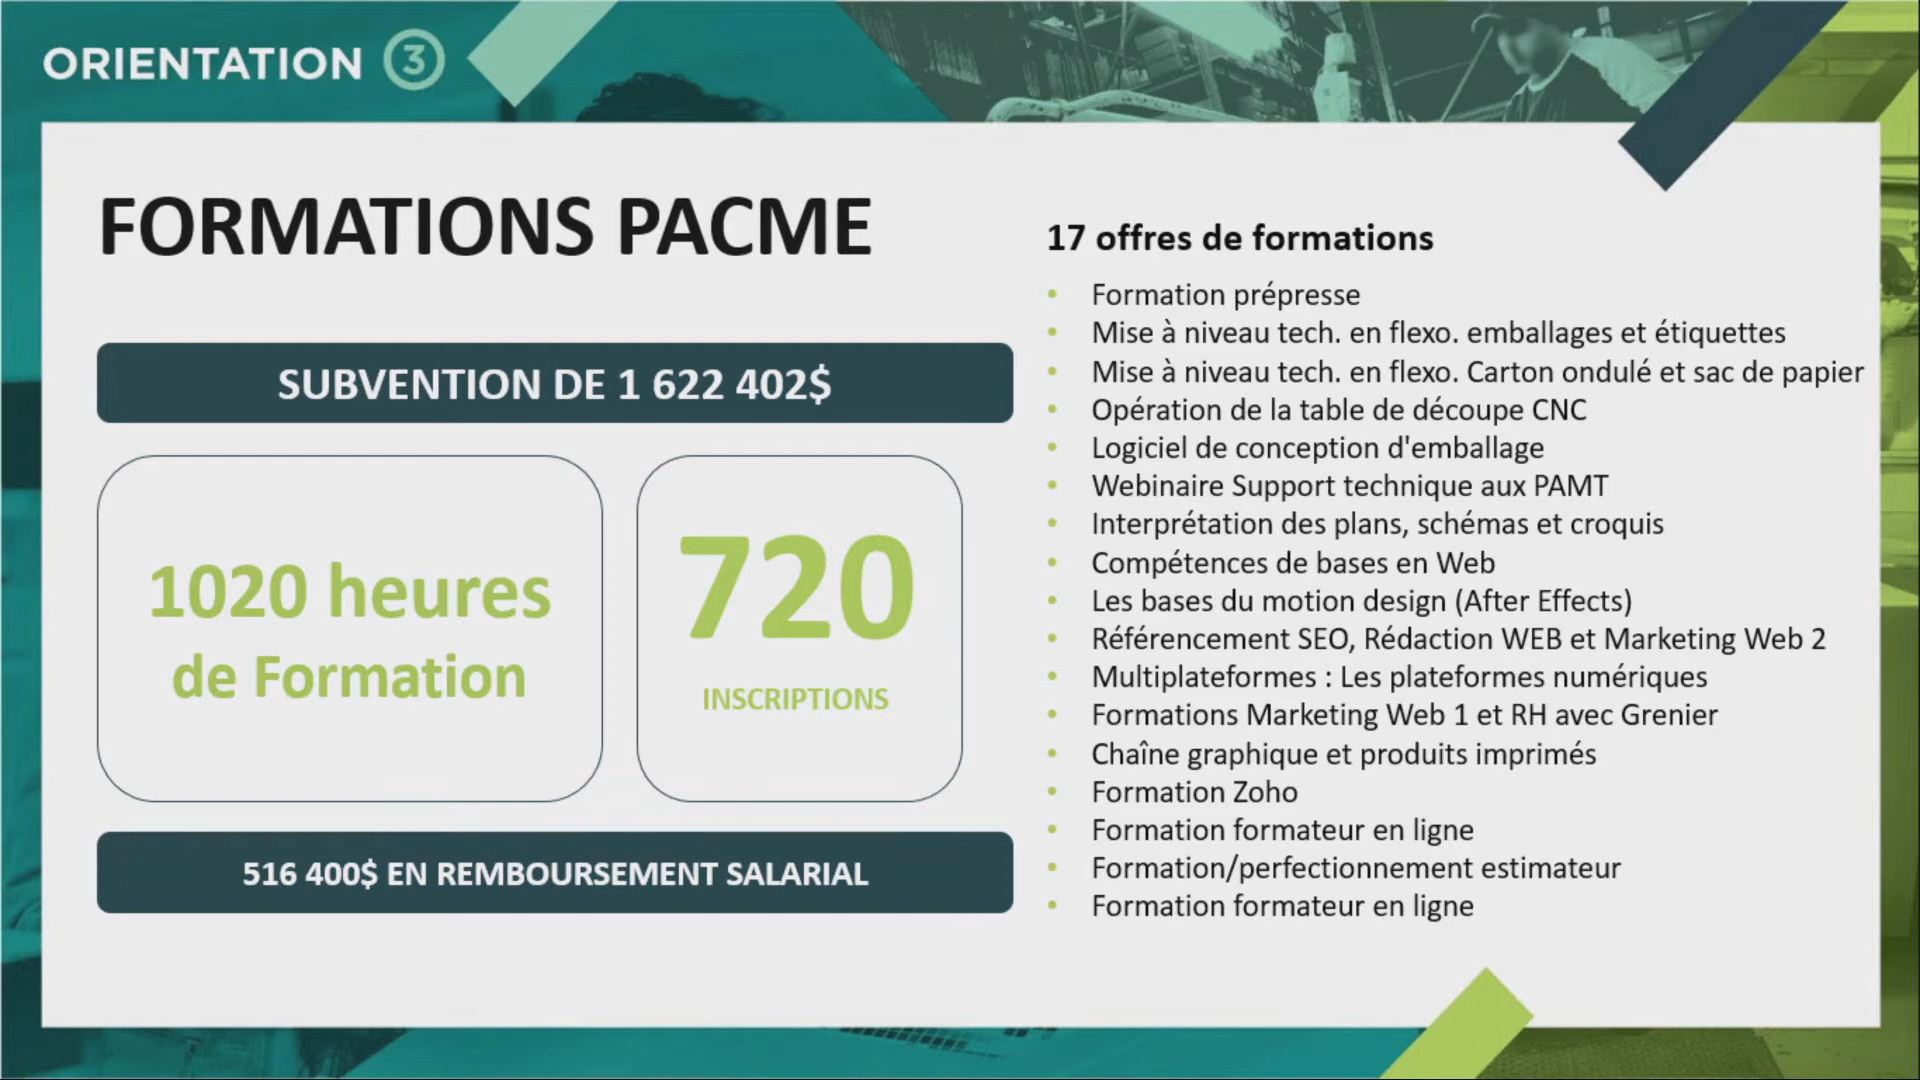 ORIENTATION 3
FORMATIONS PACME
SUBVENTION DE 1 622 402$
1020 heures
de Formation
720
INSCRIPTIONS
516 400$ EN REMBOURSEMENT SALARIAL
17 offres de formations
• Formation prépresse
• Mise à niveau tech. en flexo. emballages et étiquettes
• Mise à niveau tech. en flexo. Carton ondulé et sac de papier
• Opération de la table de découpe CNC
• Logiciel de conception d'emballage
• Webinaire Support technique aux PAMT
• Interprétation des plans, schémas et croquis
• Compétences de bases en Web
• Les bases du motion design (After Effects)
• Référencement SEO, Rédaction WEB et Marketing Web 2
• Multiplateformes : Les plateformes numériques
• Formations Marketing Web 1 et RH avec Grenier
• Chaîne graphique et produits imprimés
• Formation Zoho
• Formation formateur en ligne
• Formation/perfectionnement estimateur
• Formation formateur en ligne